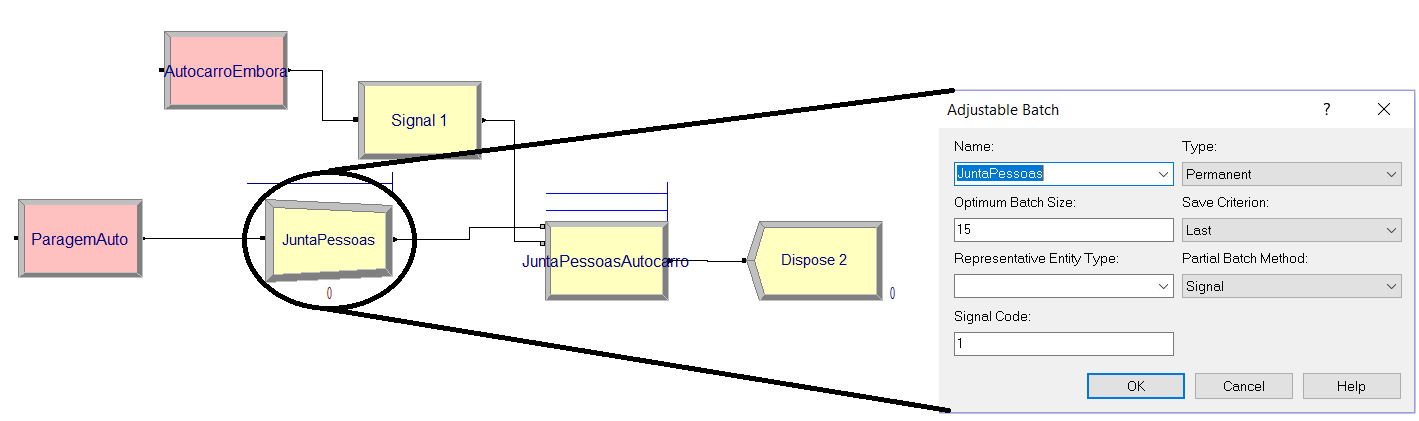 AutocarroEmbora
Signal 1
ParagemAuto
JuntaPessoas
0
JuntaPessoasAutocarro
Dispose 2
0
Adjustable Batch
?
Name:
Type:
JuntaPessoas
Permanent
Optimum Batch Size:
Save Criterion:
15
Last
Representative Entity Type:
Partial Batch Method:
Signal
Signal Code:
1
OK
Cancel
Help